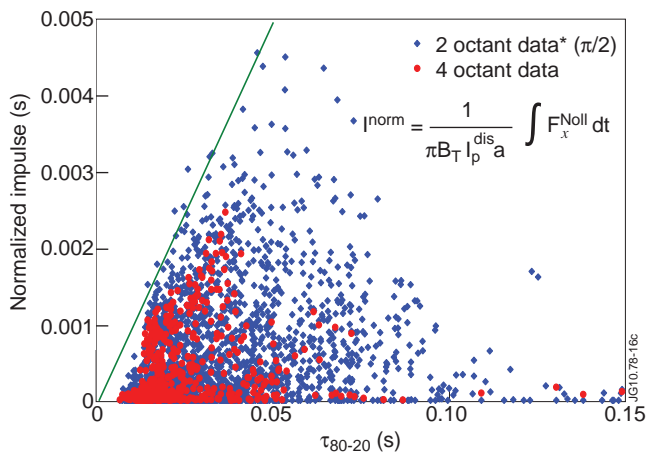 0.005
0.004
0.003
0.002
0.001
0
Normalized impulse (s)
2 octant data* (π/2)
4 octant data
I^norm = 1 / (πB_T I_p^dis a) ∫ F_x^Noll dt
0 0.05 0.10 0.15
τ_80-20 (s)
JG10.78-16c